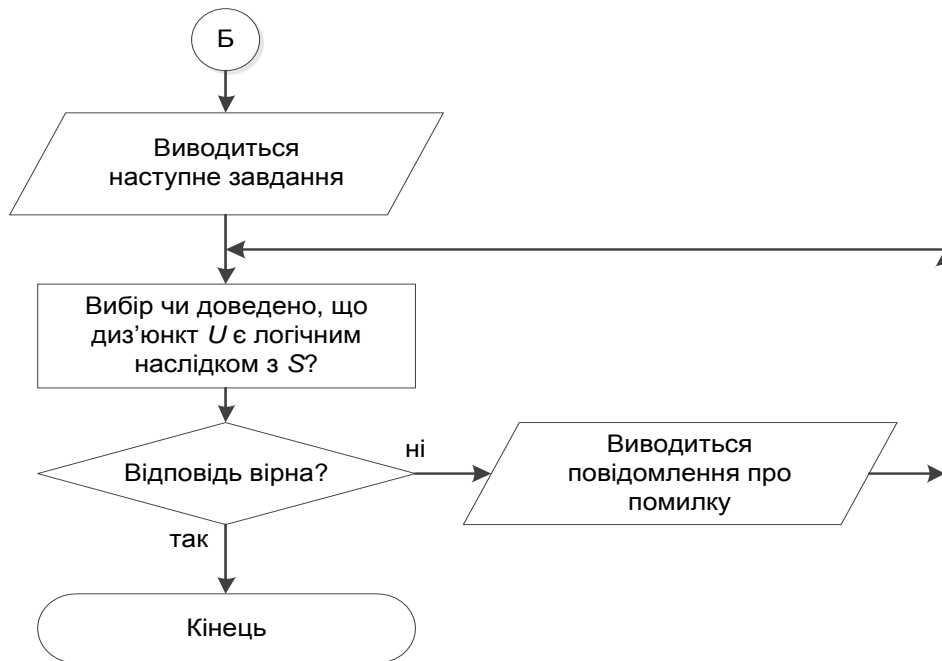 Б
Виводиться
наступне завдання
Вибір чи доведено, що
диз’юнкт U є логічним
наслідком з S?
Відповідь вірна?
ні
Виводиться
повідомлення про
помилку
так
Кінець